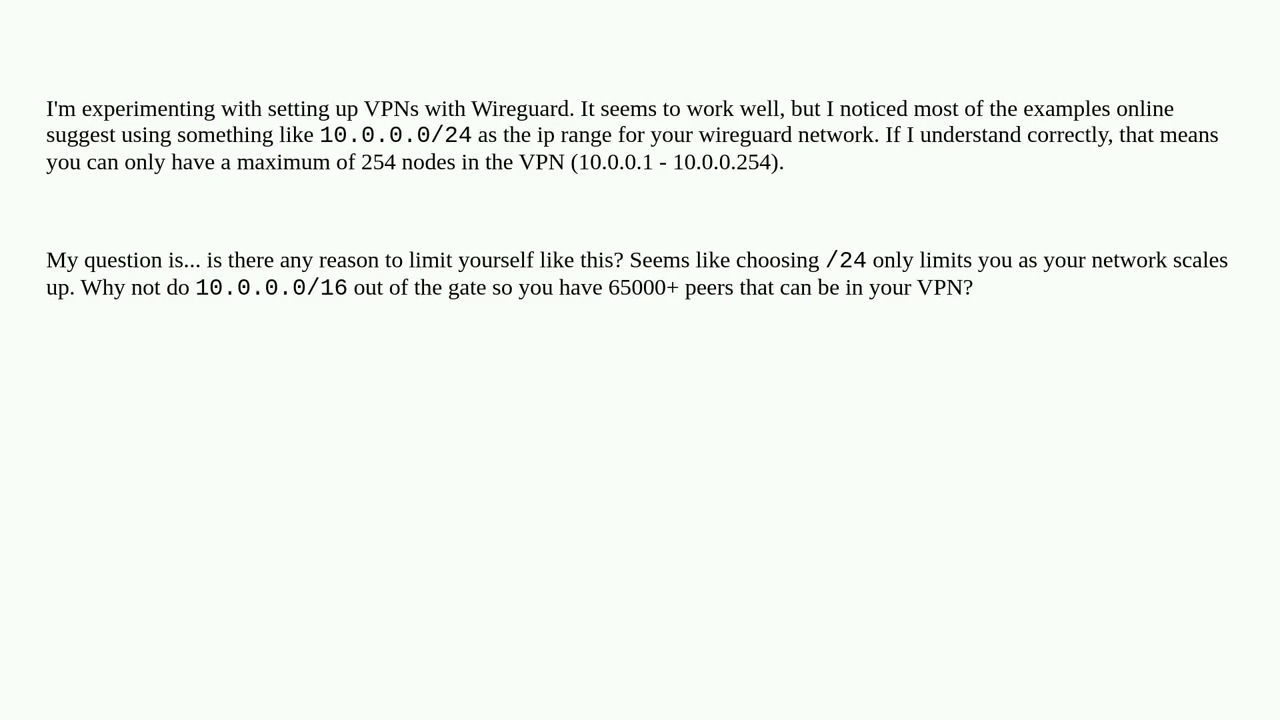 I'm experimenting with setting up VPNs with Wireguard. It seems to work well, but I noticed most of the examples online
suggest using something like 10.0.0.0/24 as the ip range for your wireguard network. If I understand correctly, that means
you can only have a maximum of 254 nodes in the VPN (10.0.0.1 - 10.0.0.254).
My question is... is there any reason to limit yourself like this? Seems like choosing /24 only limits you as your network scales
up. Why not do 10.0.0.0/16 out of the gate so you have 65000+ peers that can be in your VPN?